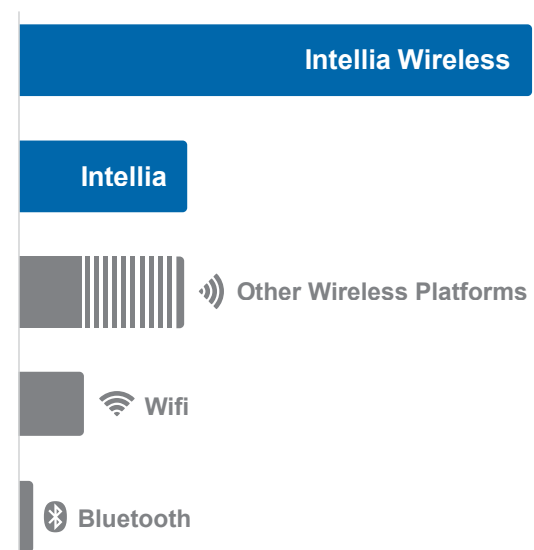 Intellia Wireless
Intellia
Other Wireless Platforms
Wifi
Bluetooth